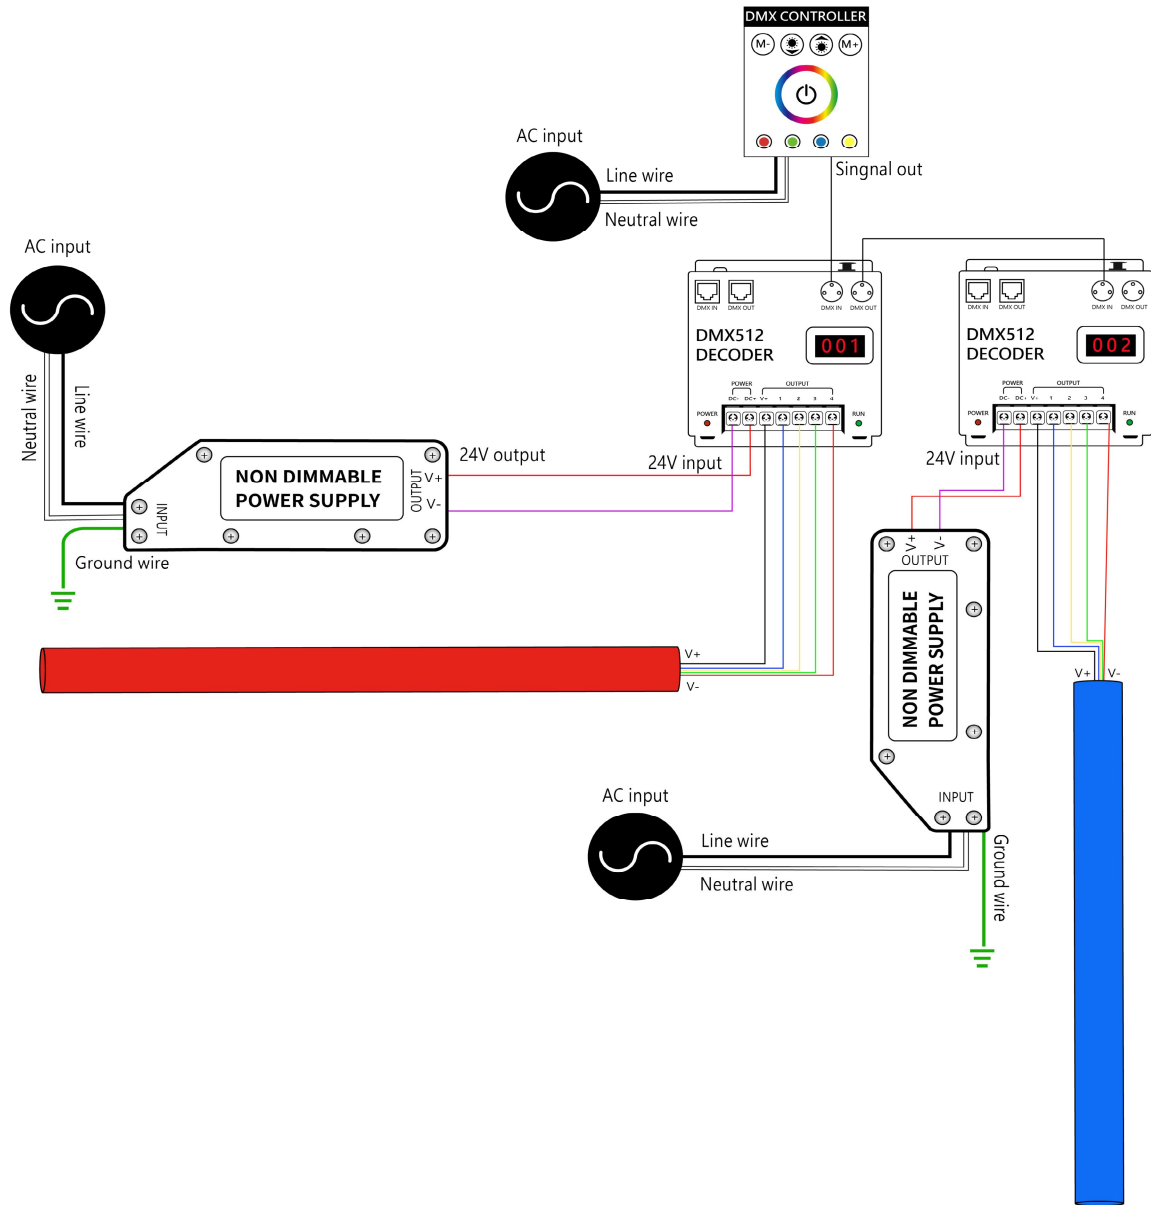 DMX CONTROLLER
M-
M+
AC input
Line wire
Neutral wire
Singnal out
AC input
Neutral wire
Line wire
DMX IN
DMX OUT
DMX IN
DMX OUT
DMX512
DECODER
001
POWER
OUTPUT
DC-
DC+
V+
1
2
3
4
POWER
RUN
DMX IN
DMX OUT
DMX IN
DMX OUT
DMX512
DECODER
002
POWER
OUTPUT
DC-
DC+
V+
1
2
3
4
POWER
RUN
24V output
24V input
24V input
NON DIMMABLE
POWER SUPPLY
INPUT
OUTPUT
V+
V-
Ground wire
V+
V-
OUTPUT
NON DIMMABLE
POWER SUPPLY
INPUT
V+
V-
V+
V-
AC input
Line wire
Neutral wire
Ground wire